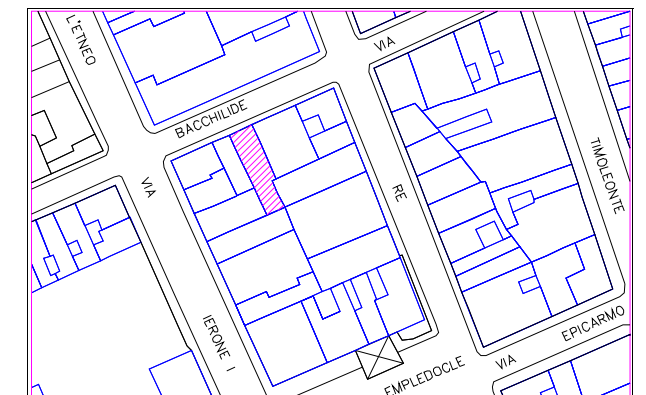 L'ETNEO
VIA
BACCHILIDE
VIA
TIMOLEONTE
RE
IERONE I
EPICARMO
VIA
EMPLEDOCLE